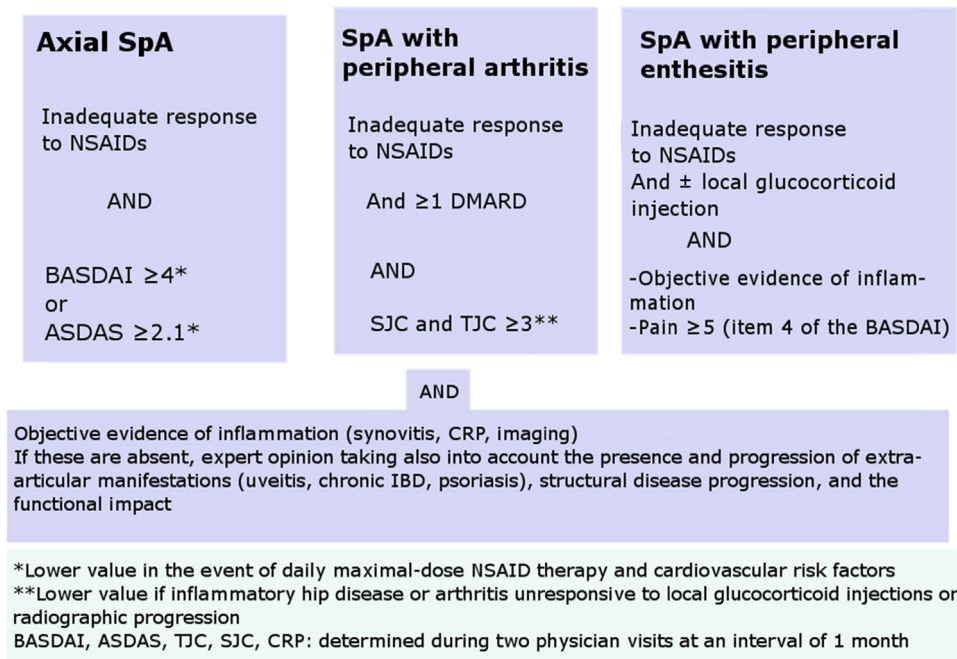 Axial SpA
Inadequate response
to NSAIDs
AND
BASDAI ≥4*
or
ASDAS ≥2.1*
SpA with
peripheral arthritis
Inadequate response
to NSAIDs
And ≥1 DMARD
AND
SJC and TJC ≥3**
SpA with peripheral
enthesitis
Inadequate response
to NSAIDs
And ± local glucocorticoid
injection
AND
-Objective evidence of inflam-
mation
-Pain ≥5 (item 4 of the BASDAI)
AND
Objective evidence of inflammation (synovitis, CRP, imaging)
If these are absent, expert opinion taking also into account the presence and progression of extra-
articular manifestations (uveitis, chronic IBD, psoriasis), structural disease progression, and the
functional impact
*Lower value in the event of daily maximal-dose NSAID therapy and cardiovascular risk factors
**Lower value if inflammatory hip disease or arthritis unresponsive to local glucocorticoid injections or
radiographic progression
BASDAI, ASDAS, TJC, SJC, CRP: determined during two physician visits at an interval of 1 month